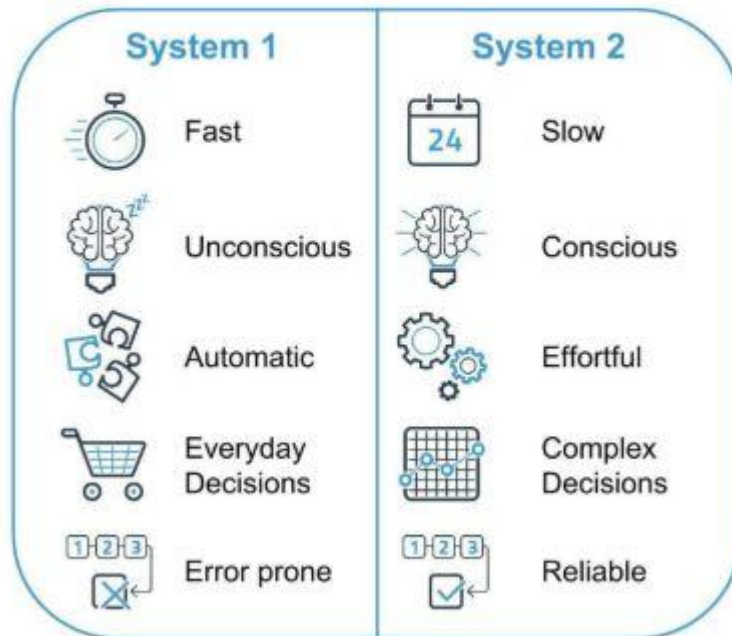 System 1
System 2
Fast
24
Slow
zzz
Unconscious
Conscious
Automatic
Effortful
Everyday
Decisions
Complex
Decisions
1 2 3
Error prone
1 2 3
Reliable